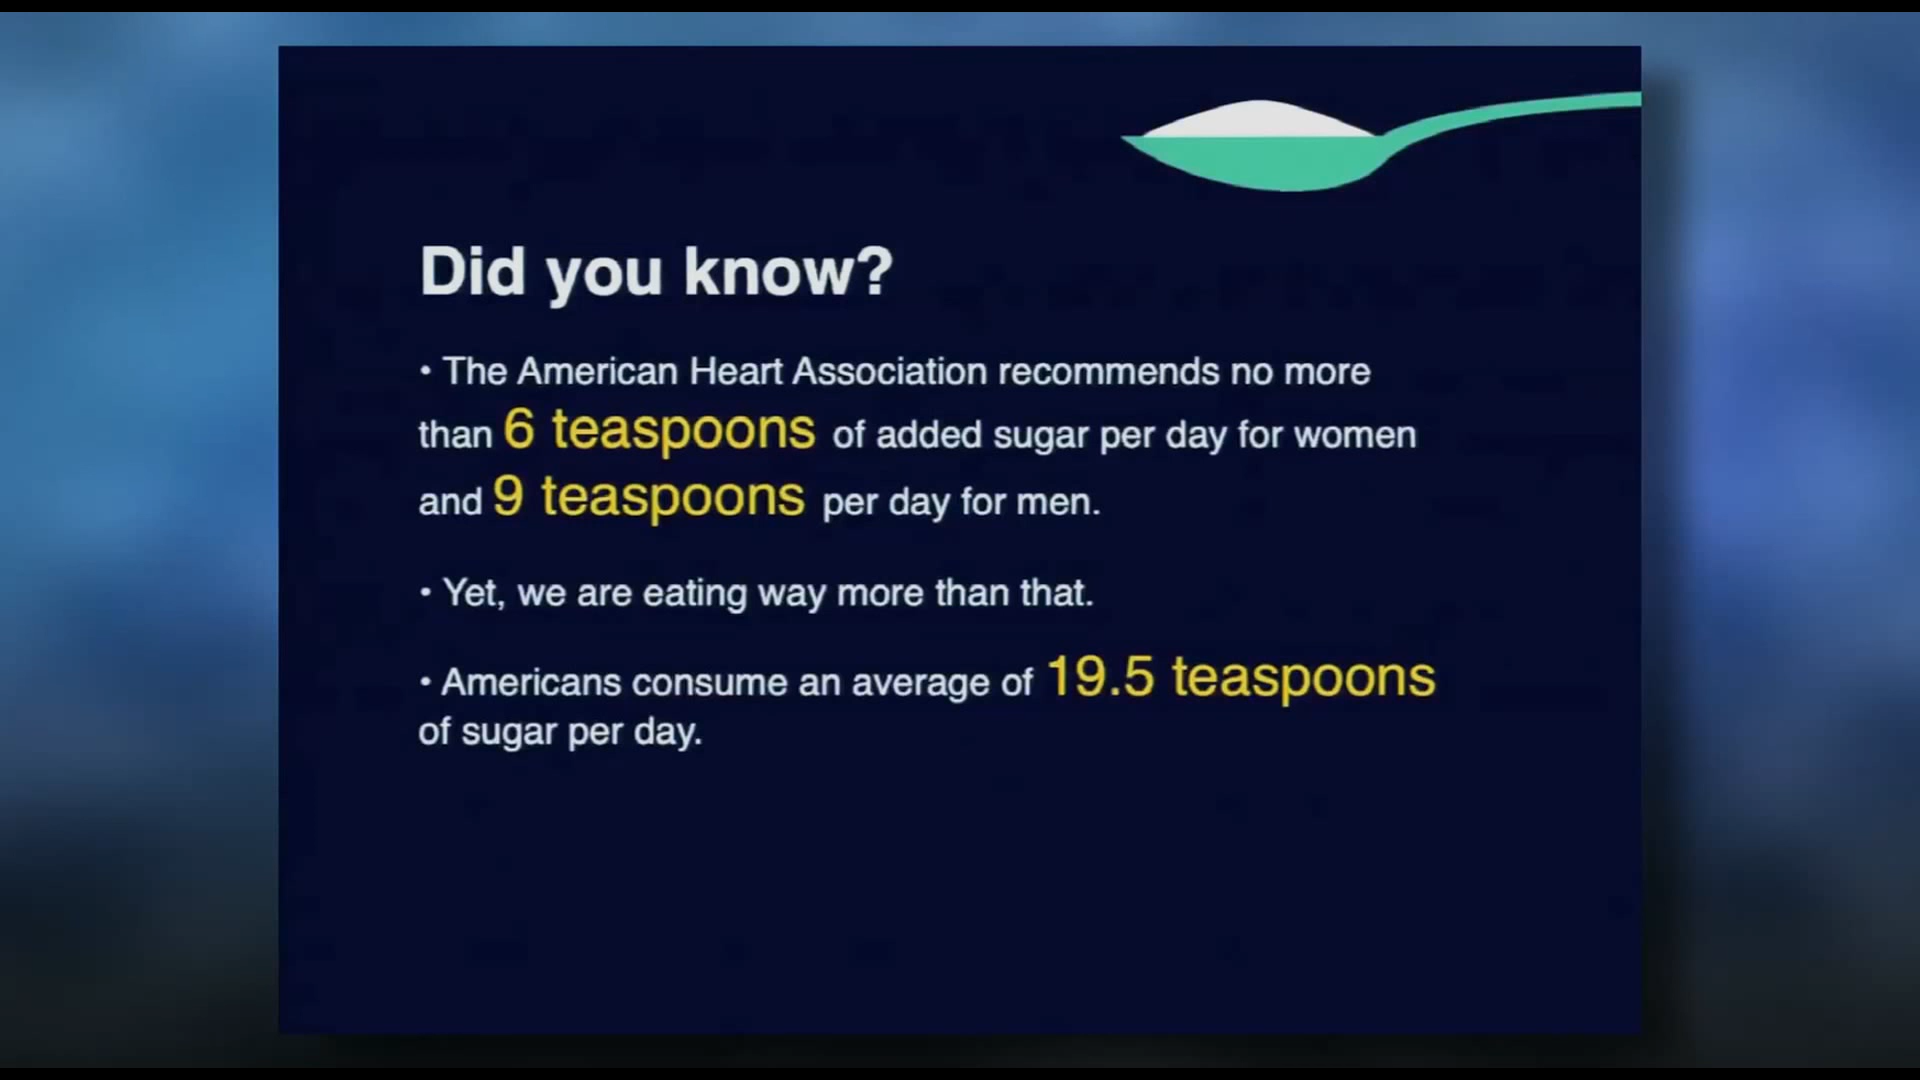 Did you know?
• The American Heart Association recommends no more
than 6 teaspoons of added sugar per day for women
and 9 teaspoons per day for men.
• Yet, we are eating way more than that.
• Americans consume an average of 19.5 teaspoons
of sugar per day.